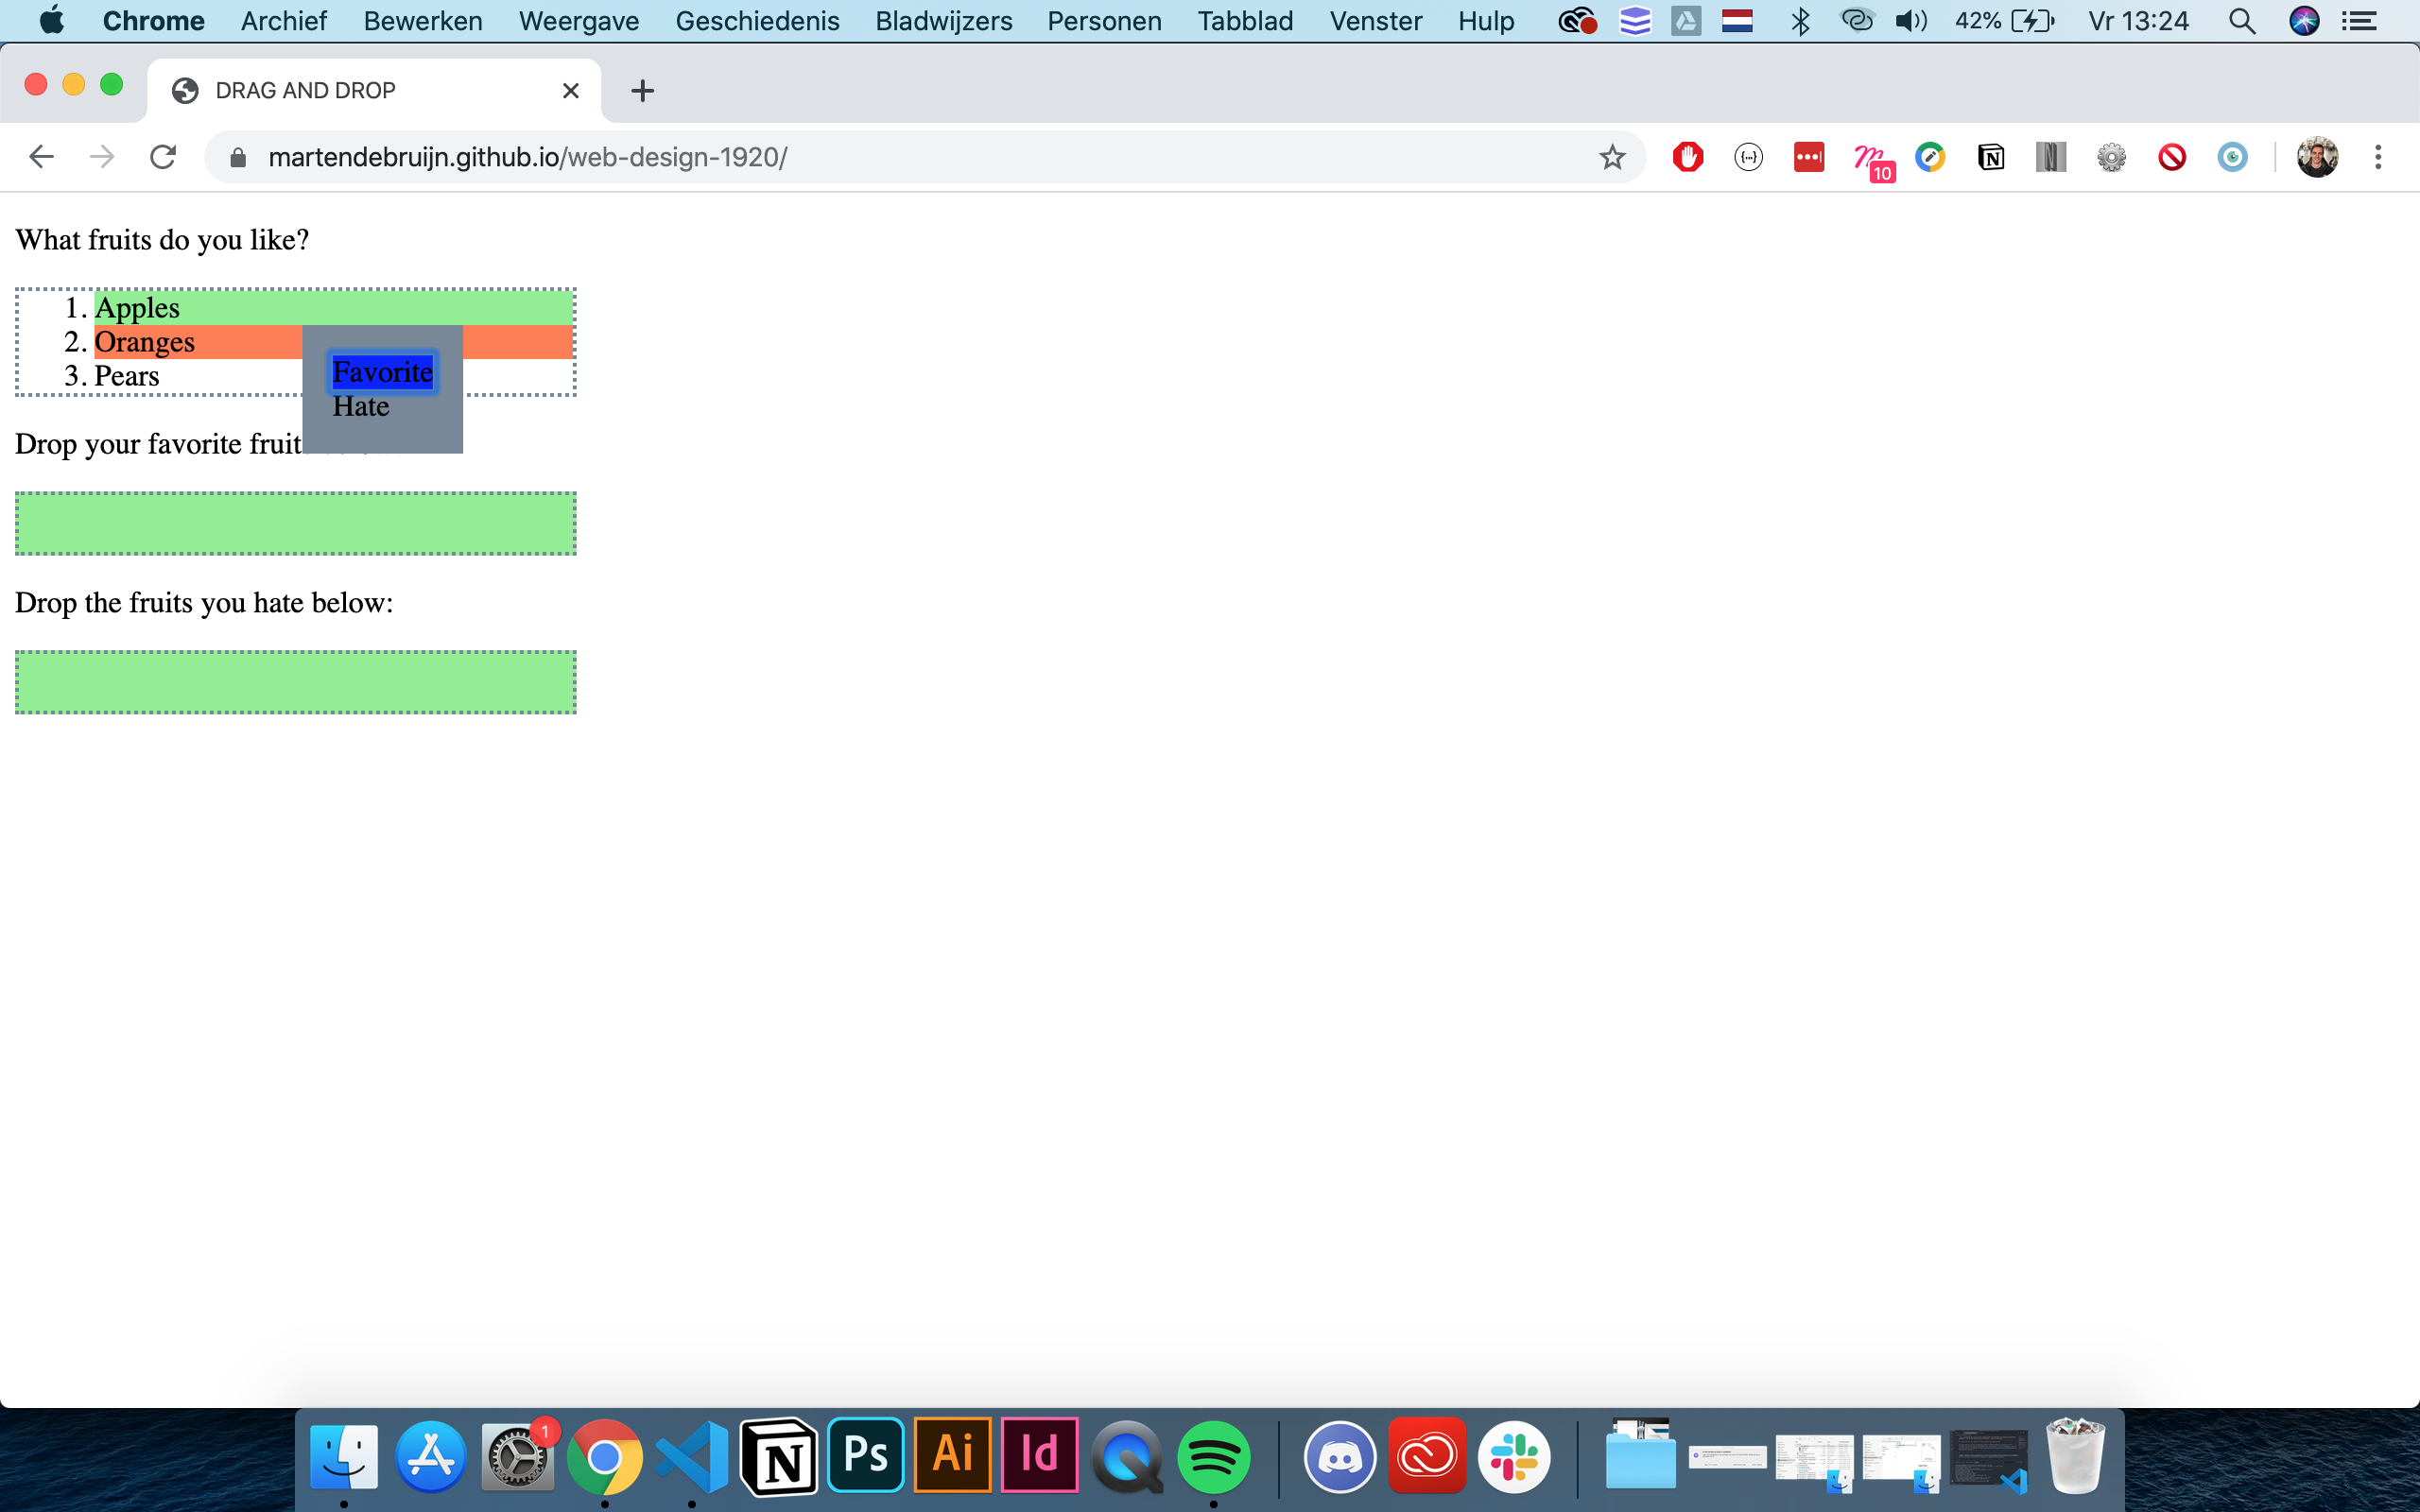 Chrome Archief Bewerken Weergave Geschiedenis Bladwijzers Personen Tabblad Venster Hulp 42% Vr 13:24
DRAG AND DROP
martendebruijn.github.io/web-design-1920/
10
What fruits do you like?
1. Apples
2. Oranges
3. Pears
Favorite
Hate
Drop your favorite fruit
Drop the fruits you hate below:
1
N
Ps
Ai
Id